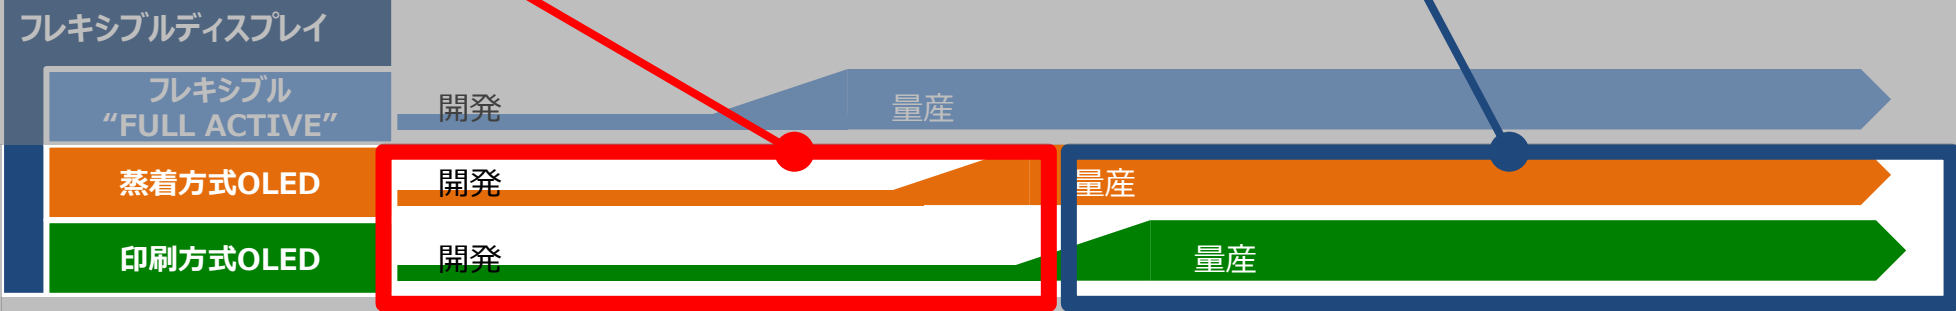 フレキシブルディスプレイ
フレキシブル
“FULL ACTIVE”
開発
量産
蒸着方式OLED
開発
量産
印刷方式OLED
開発
量産